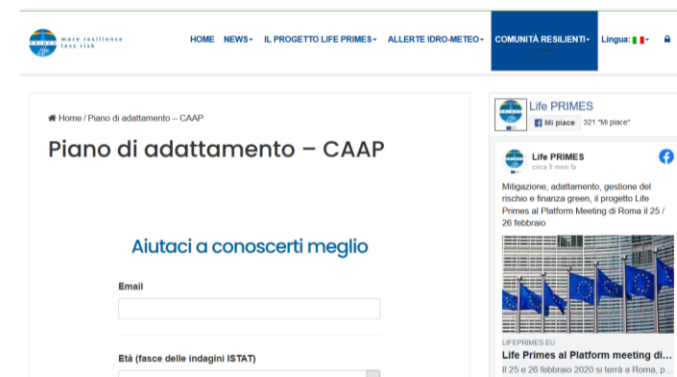 PRIMES
Life
more resilience
less risk
HOME NEWS IL PROGETTO LIFE PRIMES ALLERTE IDRO-METEO COMUNITÀ RESILIENTI Lingua:
Home / Piano di adattamento – CAAP
Piano di adattamento – CAAP
Aiutaci a conoscerti meglio
Email
Età (fasce delle indagini ISTAT)
Life PRIMES
Mi piace 321 "Mi piace"
Life PRIMES
circa 9 mesi fa
Mitigazione, adattamento, gestione del
rischio e finanza green, il progetto Life
Primes al Platform Meeting di Roma il 25 /
26 febbraio
LIFEPRIMES.EU
Life Primes al Platform meeting di...
Il 25 e 26 febbraio 2020 si terrà a Roma, p...